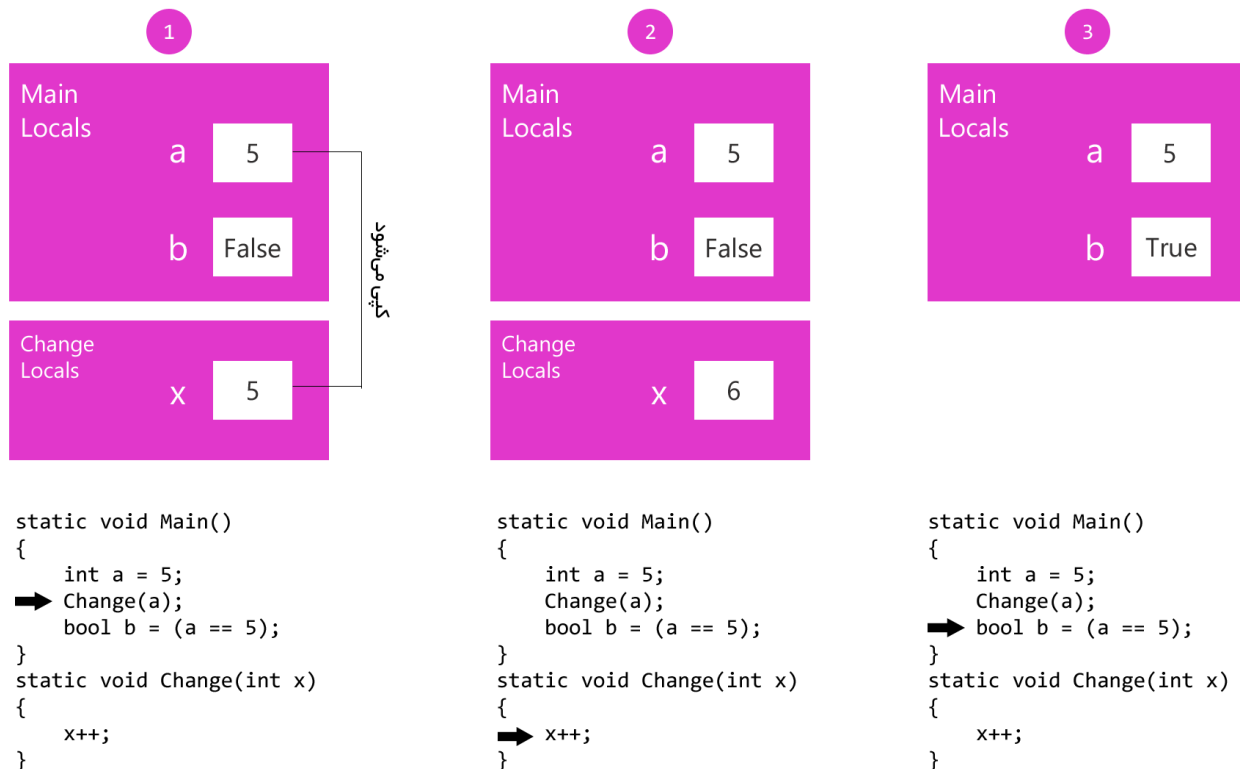 1
Main
Locals
a
5
b
False
کپی می‌شود
Change
Locals
x
5
static void Main()
{
    int a = 5;
    Change(a);
    bool b = (a == 5);
}
static void Change(int x)
{
    x++;
}
2
Main
Locals
a
5
b
False
Change
Locals
x
6
static void Main()
{
    int a = 5;
    Change(a);
    bool b = (a == 5);
}
static void Change(int x)
{
    x++;
}
3
Main
Locals
a
5
b
True
static void Main()
{
    int a = 5;
    Change(a);
    bool b = (a == 5);
}
static void Change(int x)
{
    x++;
}